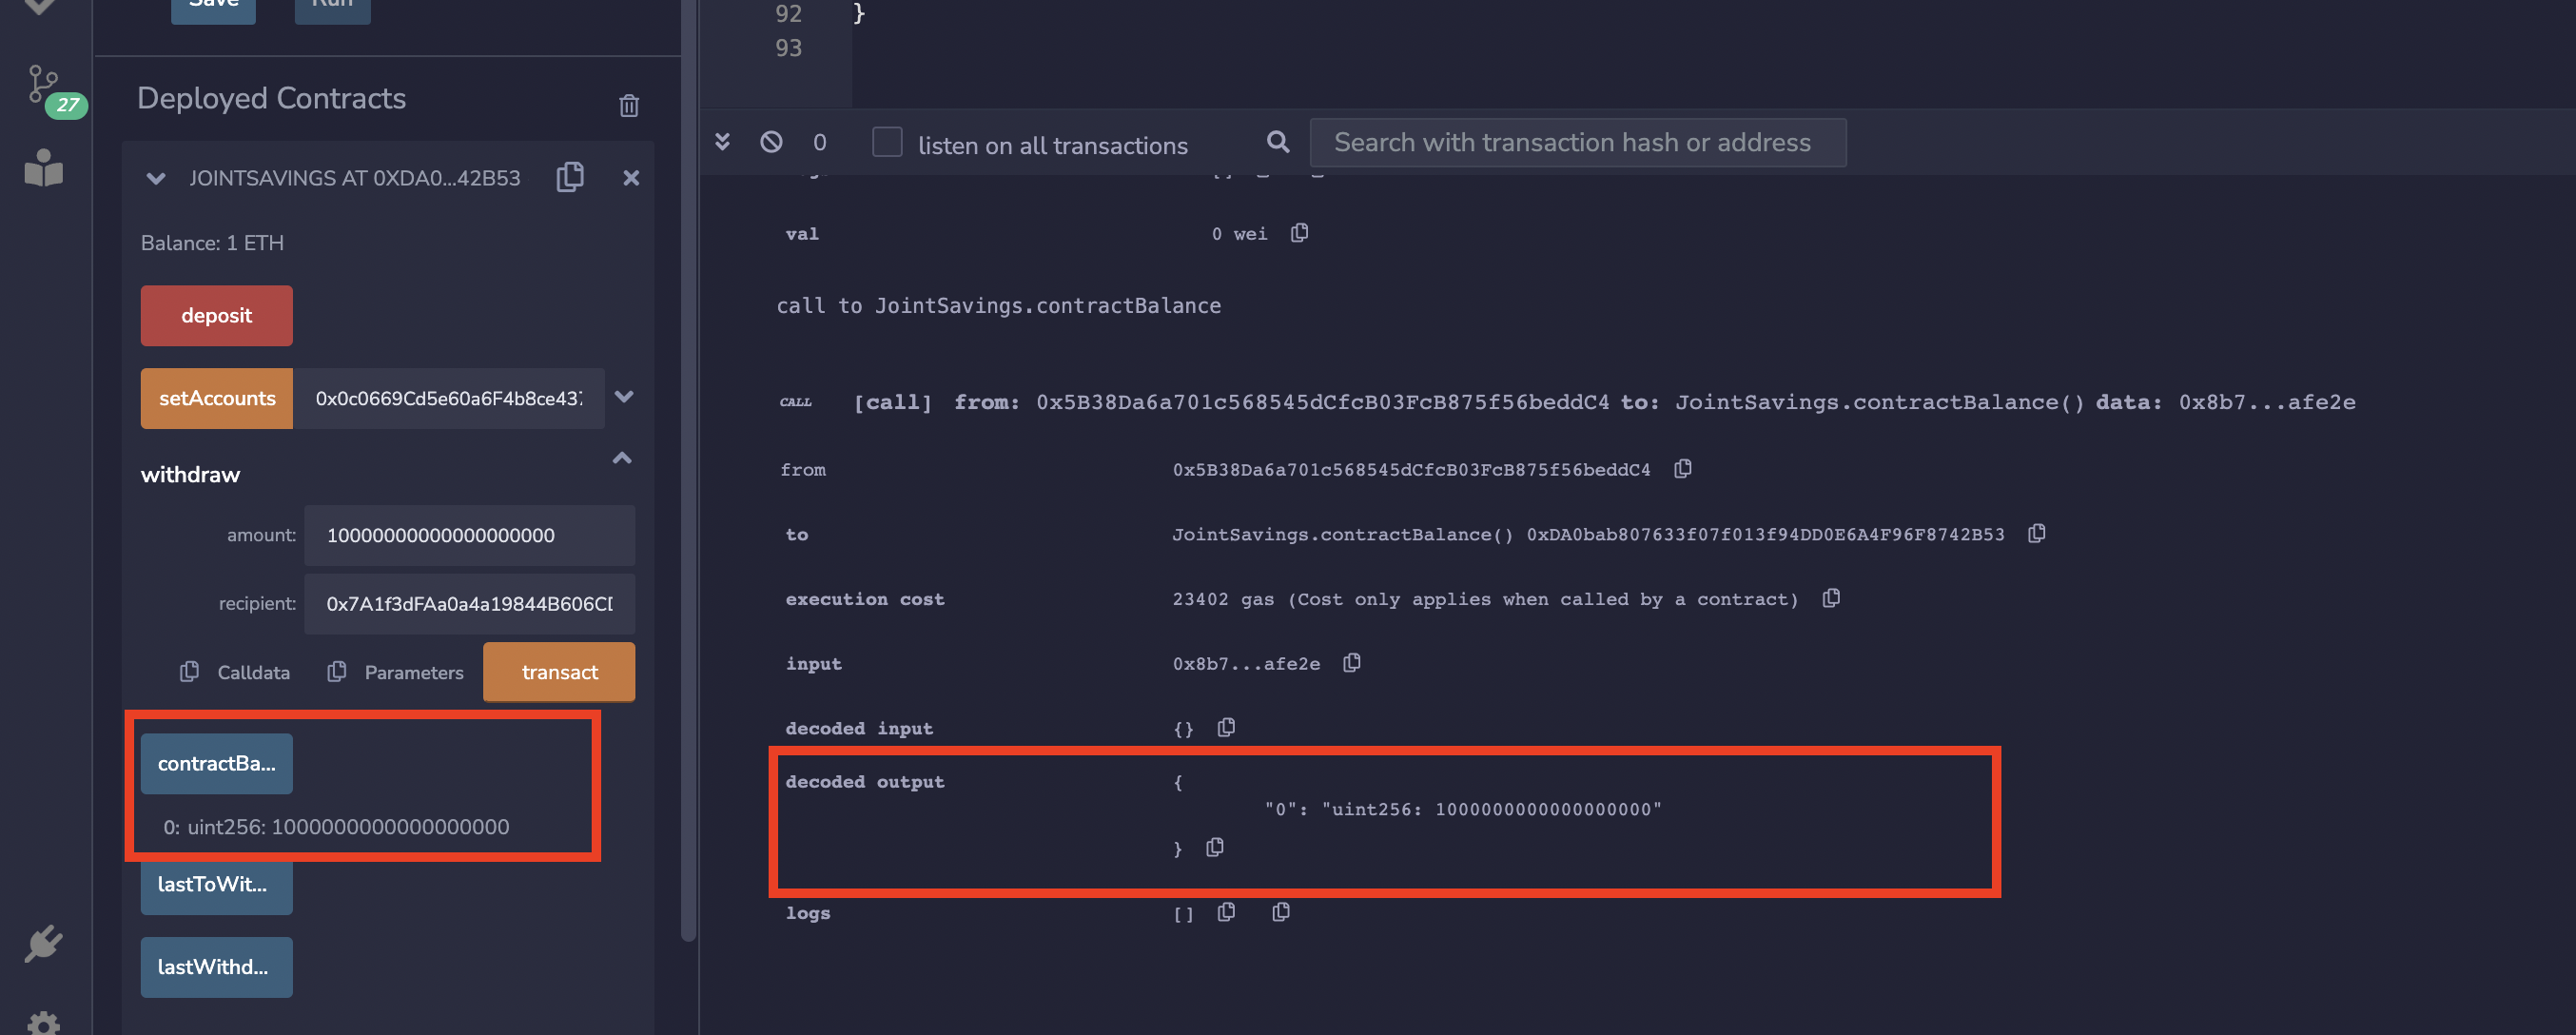 Save Run
27
Deployed Contracts
JOINTSAVINGS AT 0XDA0...42B53
Balance: 1 ETH
deposit
setAccounts 0x0c0669Cd5e60a6F4b8ce437
withdraw
amount: 10000000000000000000
recipient: 0x7A1f3dFAa0a4a19844B606CD
Calldata Parameters transact
contractBa...
0: uint256: 1000000000000000000
lastToWit...
lastWithd...
92 }
93
0 listen on all transactions Search with transaction hash or address
val 0 wei
call to JointSavings.contractBalance
CALL [call] from: 0x5B38Da6a701c568545dCfcB03FcB875f56beddC4 to: JointSavings.contractBalance() data: 0x8b7...afe2e
from 0x5B38Da6a701c568545dCfcB03FcB875f56beddC4
to JointSavings.contractBalance() 0xDA0bab807633f07f013f94DD0E6A4F96F8742B53
execution cost 23402 gas (Cost only applies when called by a contract)
input 0x8b7...afe2e
decoded input {}
decoded output {
"0": "uint256: 1000000000000000000"
}
logs []